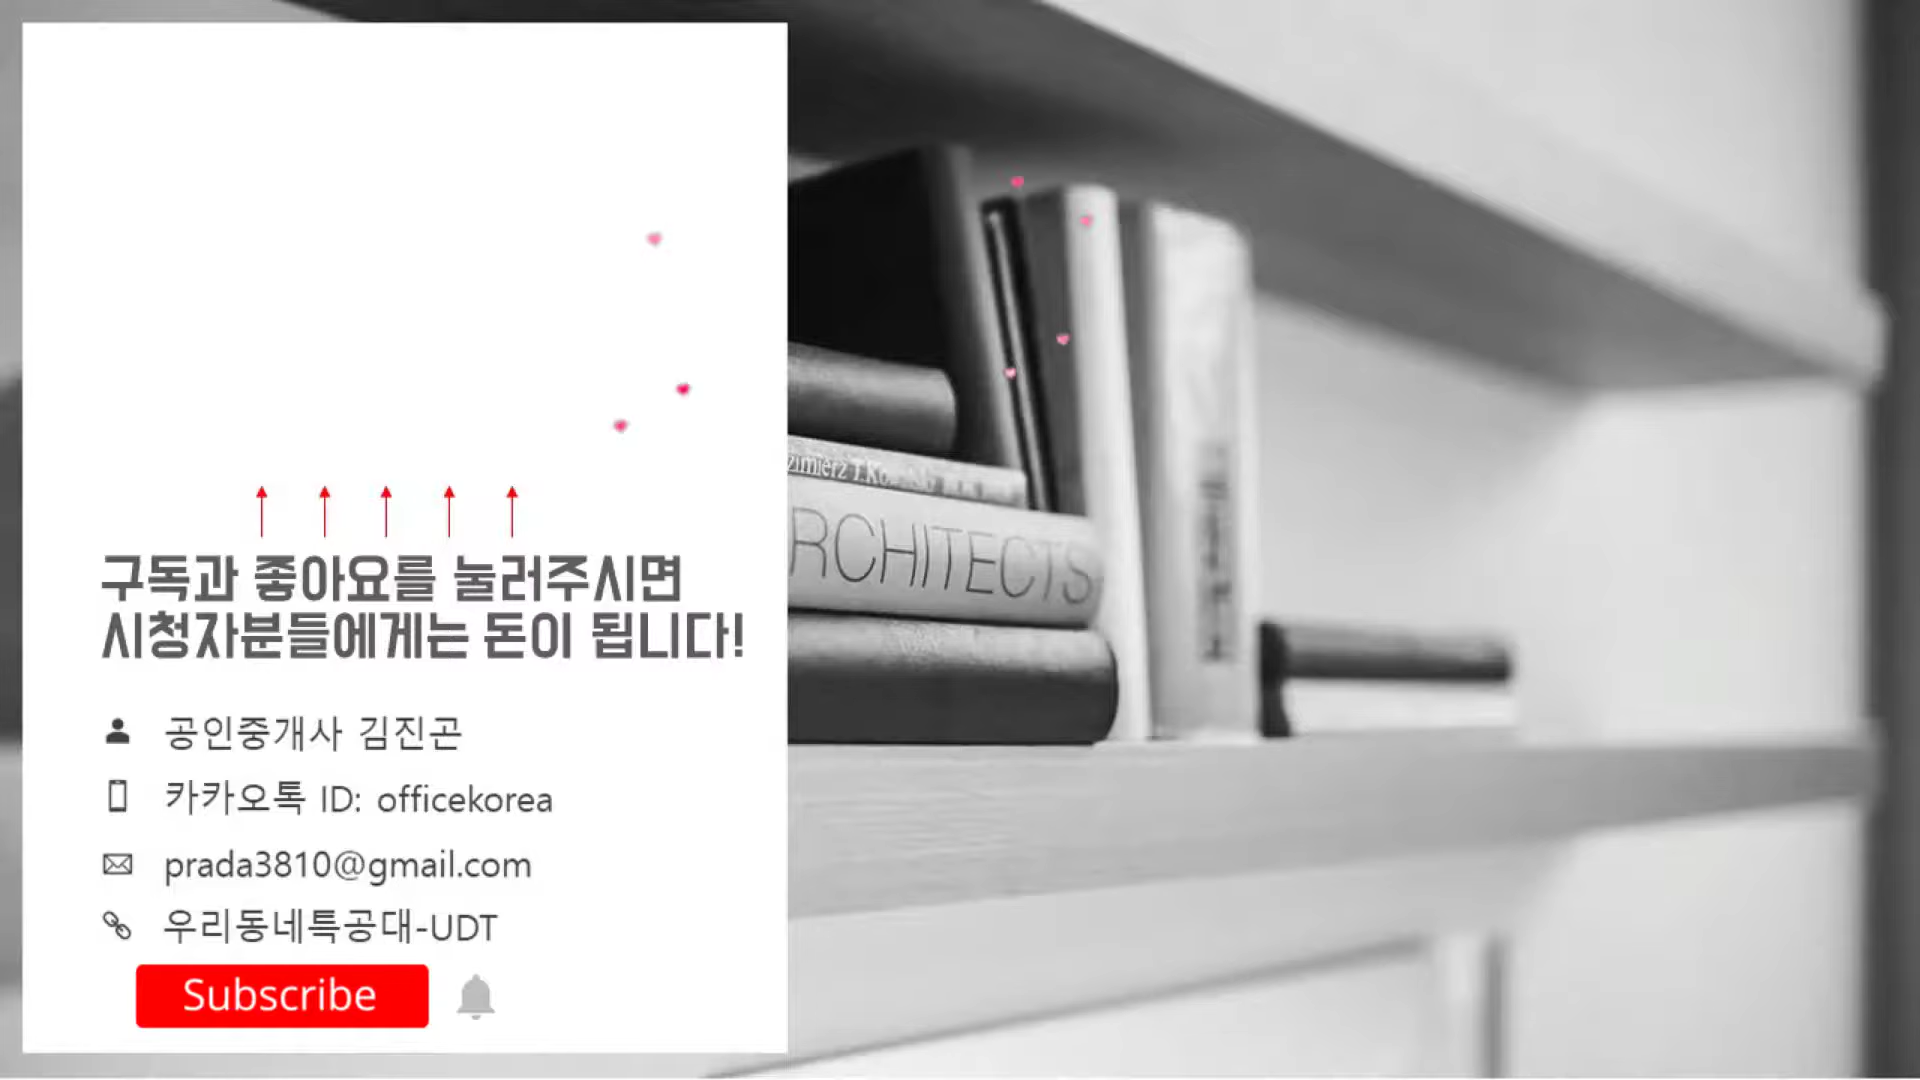 구독과 좋아요를 눌러주시면
시청자분들에게는 돈이 됩니다!
공인중개사 김진곤
카카오톡 ID: officekorea
prada3810@gmail.com
우리동네특공대-UDT
Subscribe
zimierz T.
RCHITECTS